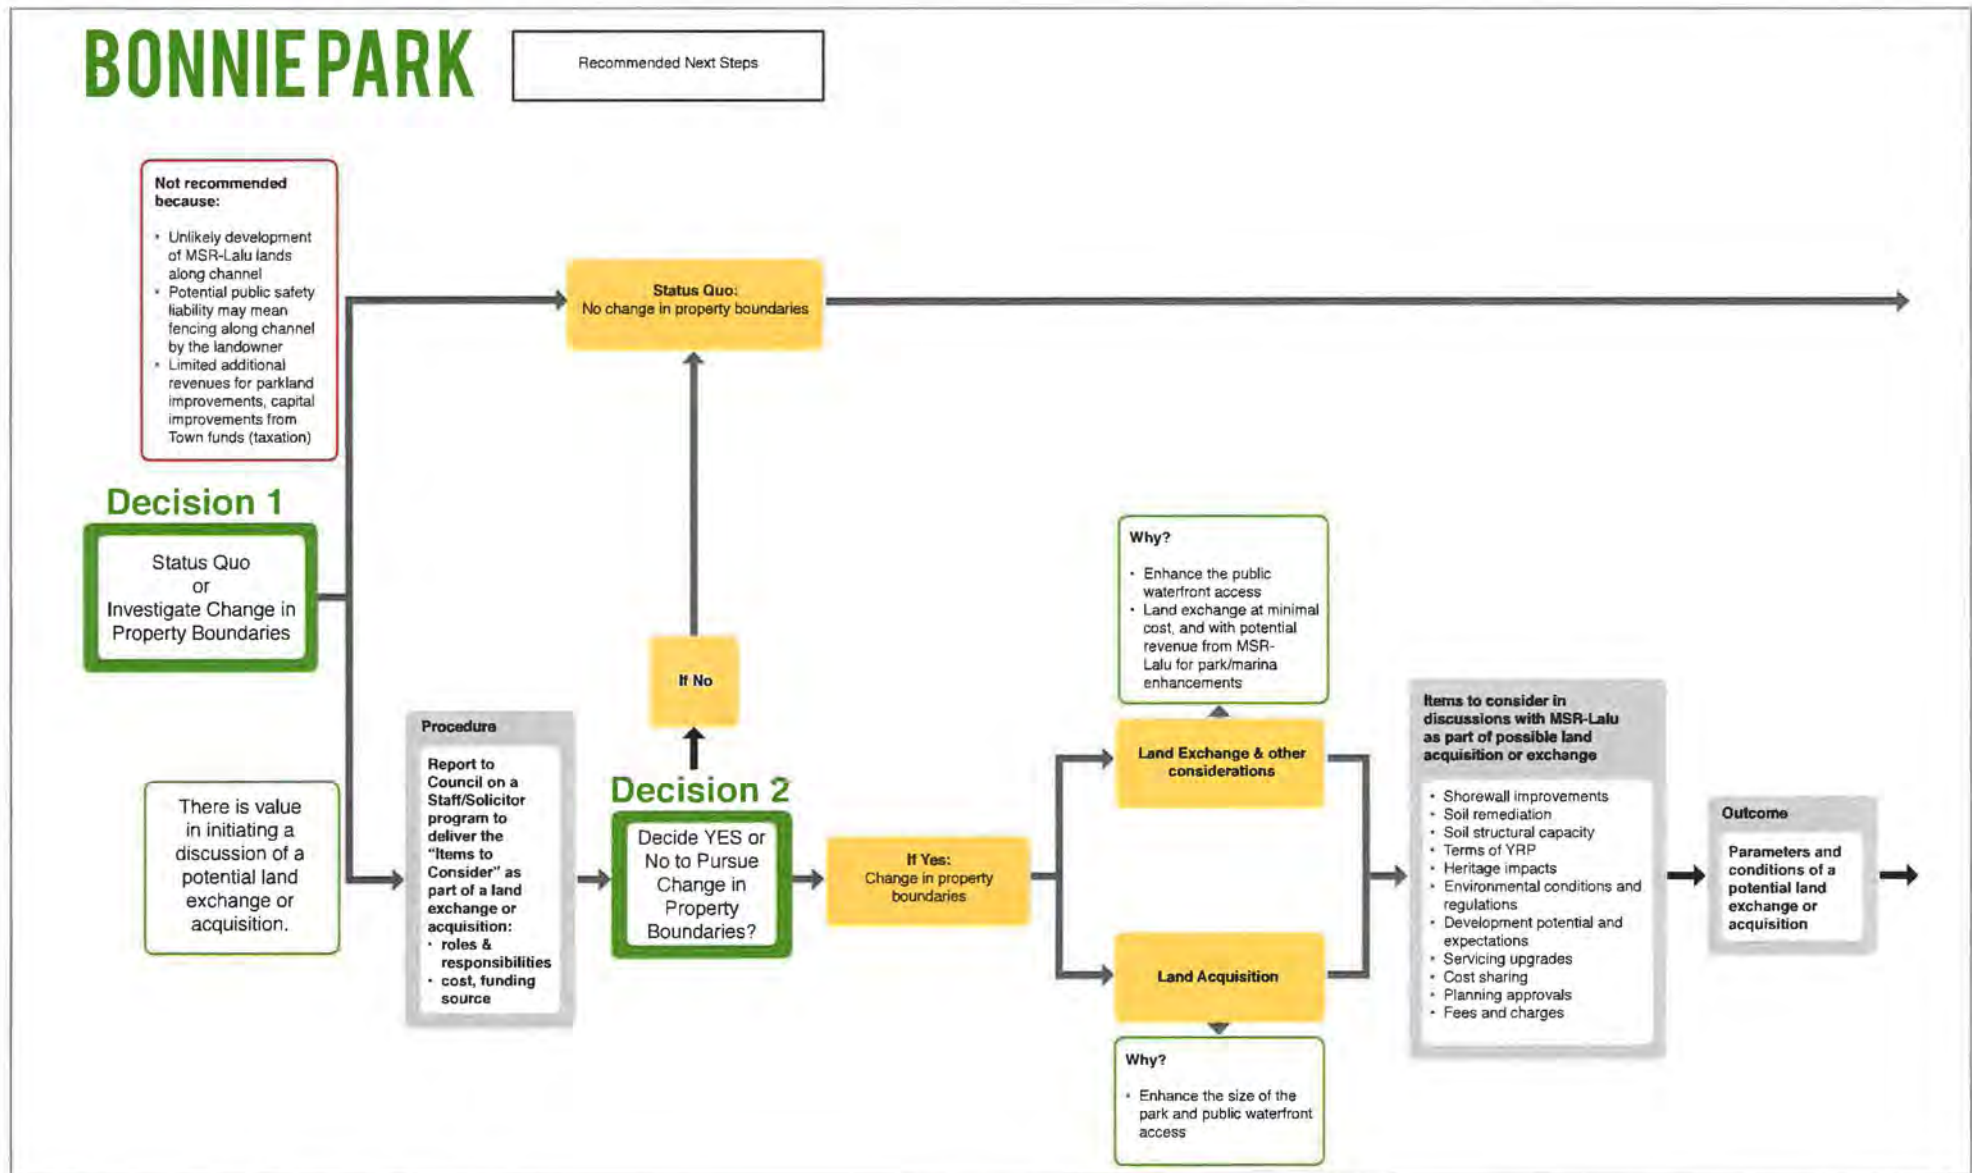 BONNIE PARK
Recommended Next Steps
Not recommended
because:
• Unlikely development
of MSR-Lalu lands
along channel
• Potential public safety
liability may mean
fencing along channel
by the landowner
• Limited additional
revenues for parkland
improvements, capital
improvements from
Town funds (taxation)
Status Quo:
No change in property boundaries
Decision 1
Status Quo
or
Investigate Change in
Property Boundaries
There is value
in initiating a
discussion of a
potential land
exchange or
acquisition.
Procedure
Report to
Council on a
Staff/Solicitor
program to
deliver the
"Items to
Consider" as
part of a land
exchange or
acquisition:
• roles &
responsibilities
• cost, funding
source
If No
Decision 2
Decide YES or
No to Pursue
Change in
Property
Boundaries?
If Yes:
Change in property
boundaries
Why?
• Enhance the public
waterfront access
• Land exchange at minimal
cost, and with potential
revenue from MSR-
Lalu for park/marina
enhancements
Land Exchange & other
considerations
Land Acquisition
Why?
• Enhance the size of the
park and public waterfront
access
Items to consider in
discussions with MSR-Lalu
as part of possible land
acquisition or exchange
• Shorewall improvements
• Soil remediation
• Soil structural capacity
• Terms of YRP
• Heritage impacts
• Environmental conditions and
regulations
• Development potential and
expectations
• Servicing upgrades
• Cost sharing
• Planning approvals
• Fees and charges
Outcome
Parameters and
conditions of a
potential land
exchange or
acquisition